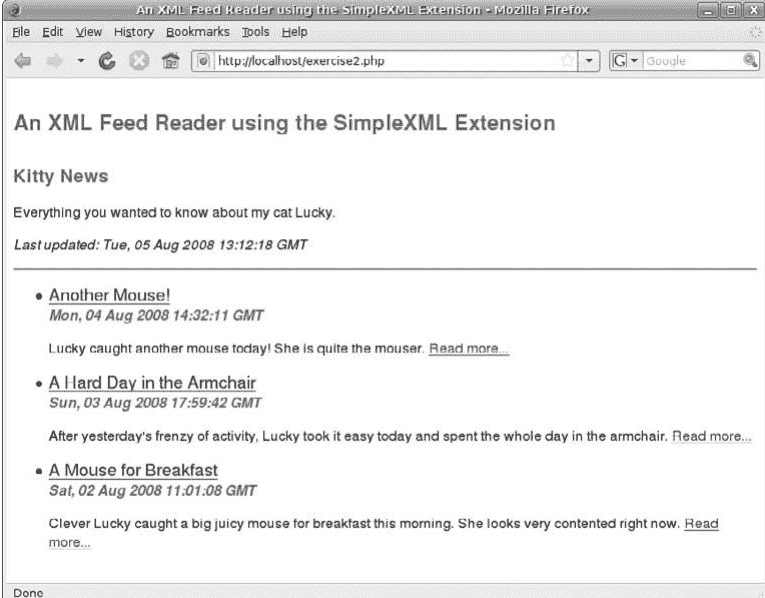 An XML Feed Reader using the SimpleXML Extension - Mozilla Firefox
File Edit View History Bookmarks Tools Help
http://localhost/exercise2.php
G Google
An XML Feed Reader using the SimpleXML Extension
Kitty News
Everything you wanted to know about my cat Lucky.
Last updated: Tue, 05 Aug 2008 13:12:18 GMT
Another Mouse!
Mon, 04 Aug 2008 14:32:11 GMT
Lucky caught another mouse today! She is quite the mouser. Read more...
A Hard Day in the Armchair
Sun, 03 Aug 2008 17:59:42 GMT
After yesterday's frenzy of activity, Lucky took it easy today and spent the whole day in the armchair. Read more...
A Mouse for Breakfast
Sat, 02 Aug 2008 11:01:08 GMT
Clever Lucky caught a big juicy mouse for breakfast this morning. She looks very contented right now. Read
more...
Done